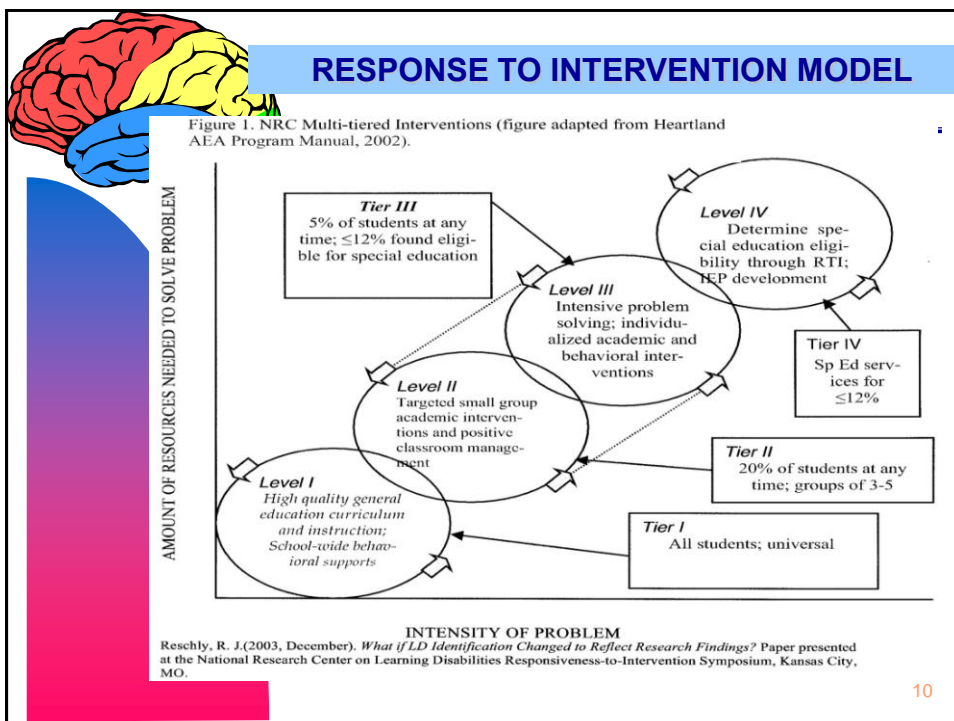 RESPONSE TO INTERVENTION MODEL
Figure 1. NRC Multi-tiered Interventions (figure adapted from Heartland
AEA Program Manual, 2002).
AMOUNT OF RESOURCES NEEDED TO SOLVE PROBLEM
Tier III
5% of students at any
time; ≤12% found eligi-
ble for special education
Level IV
Determine spe-
cial education eligi-
bility through RTI;
IEP development
Level III
Intensive problem
solving; individu-
alized academic and
behavioral inter-
ventions
Tier IV
Sp Ed serv-
ices for
≤12%
Level II
Targeted small group
academic interven-
tions and positive
classroom manage-
ment
Tier II
20% of students at any
time; groups of 3-5
Level I
High quality general
education curriculum
and instruction;
School-wide behav-
ioral supports
Tier I
All students; universal
INTENSITY OF PROBLEM
Reschly, R. J.(2003, December). What if LD Identification Changed to Reflect Research Findings? Paper presented
at the National Research Center on Learning Disabilities Responsiveness-to-Intervention Symposium, Kansas City,
MO.
10